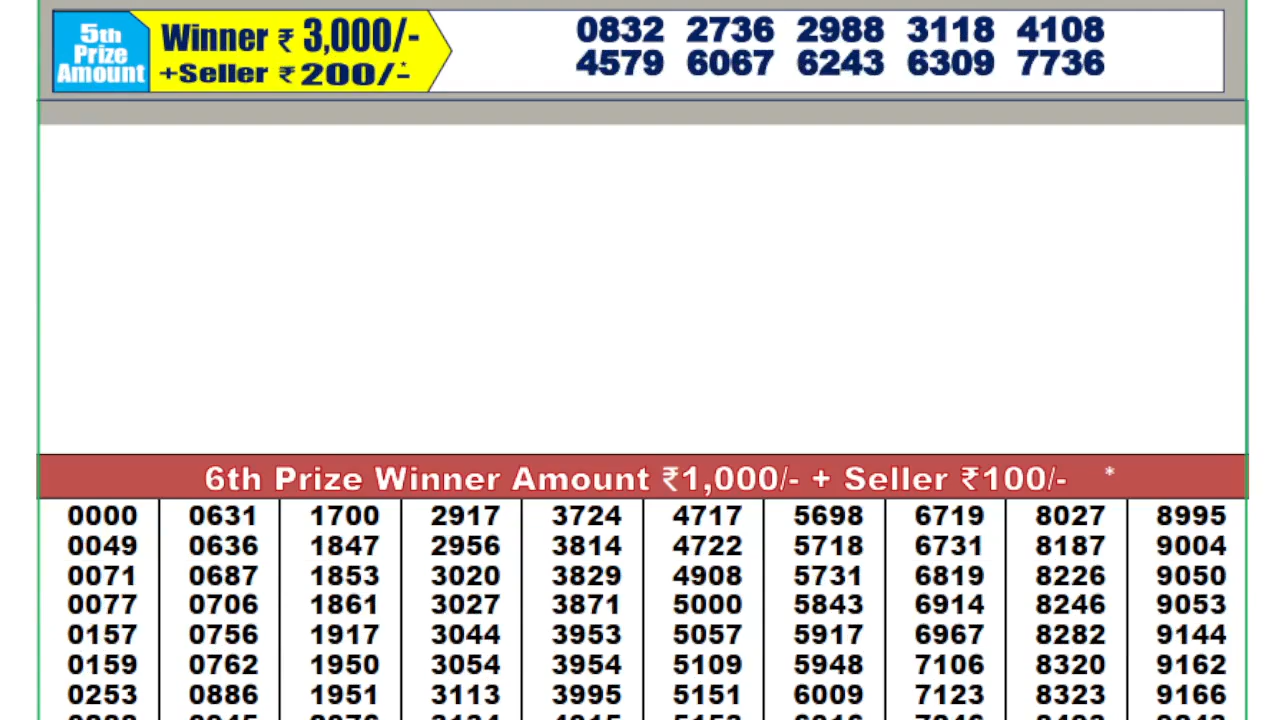 5th
Prize
Amount
Winner ₹ 3,000/-
+Seller ₹ 200/-*
0832 2736 2988 3118 4108
4579 6067 6243 6309 7736
6th Prize Winner Amount ₹1,000/- + Seller ₹100/- *
0000 0631 1700 2917 3724 4717 5698 6719 8027 8995
0049 0636 1847 2956 3814 4722 5718 6731 8187 9004
0071 0687 1853 3020 3829 4908 5731 6819 8226 9050
0077 0706 1861 3027 3871 5000 5843 6914 8246 9053
0157 0756 1917 3044 3953 5057 5917 6967 8282 9144
0159 0762 1950 3054 3954 5109 5948 7106 8320 9162
0253 0886 1951 3113 3995 5151 6009 7123 8323 9166